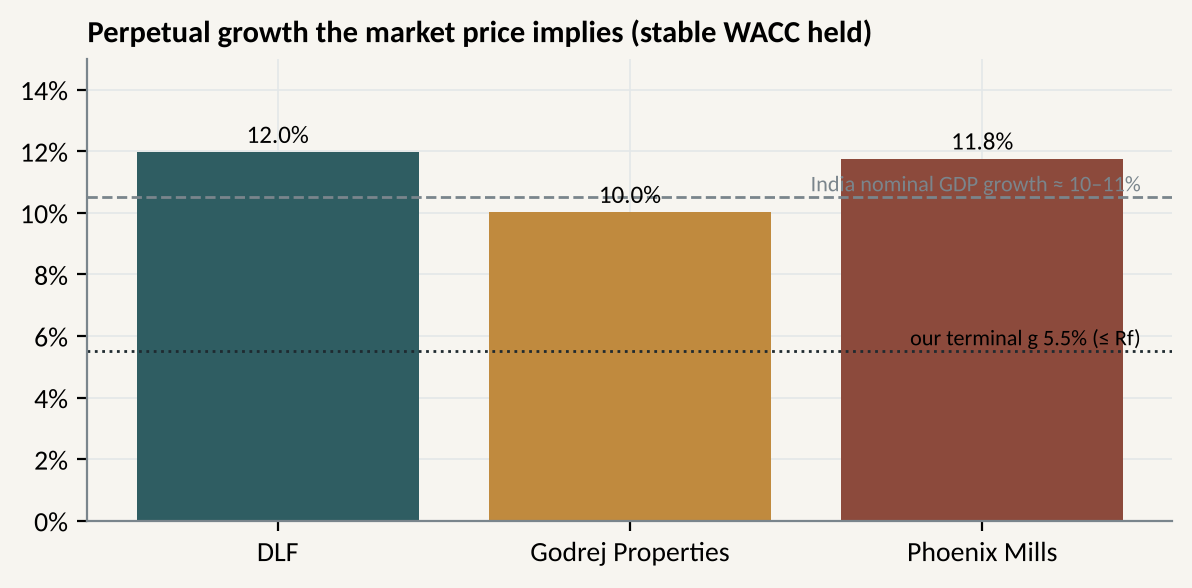 Perpetual growth the market price implies (stable WACC held)
14%
12%
10%
8%
6%
4%
2%
0%
12.0%
10.0%
11.8%
India nominal GDP growth ≈ 10–11%
our terminal g 5.5% (≤ Rf)
DLF
Godrej Properties
Phoenix Mills